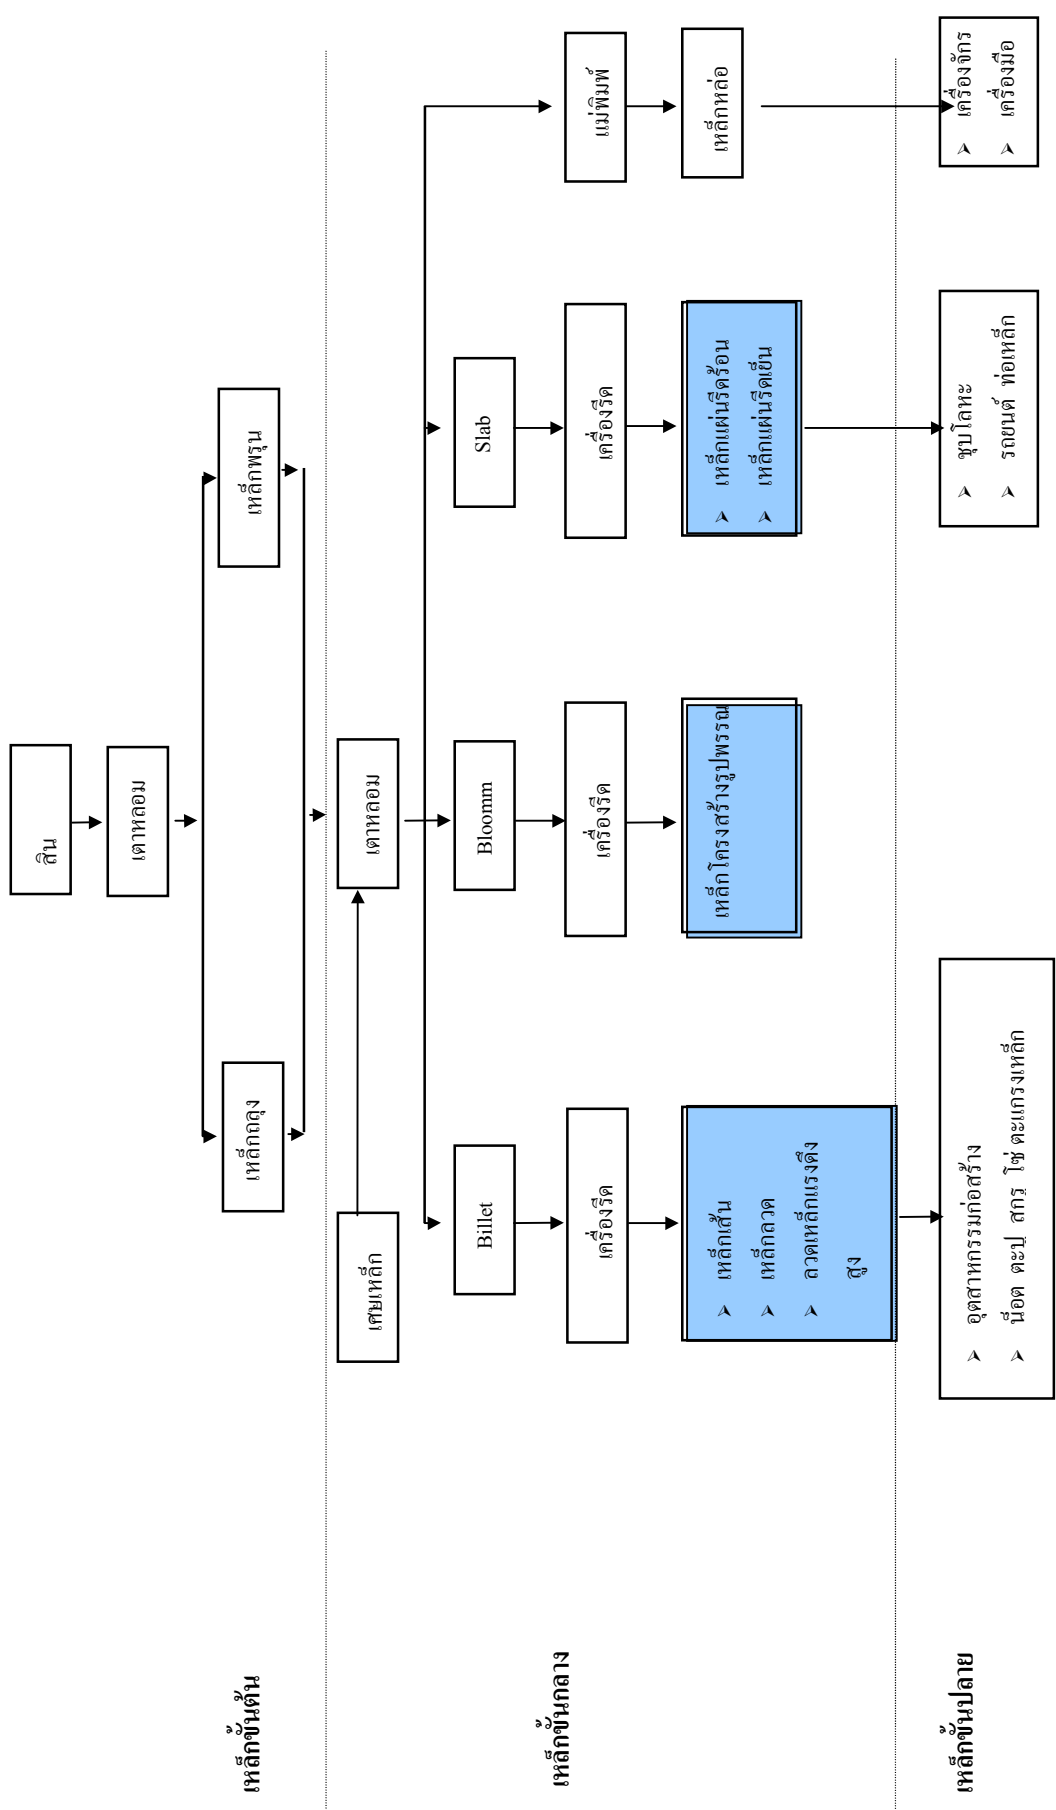 สิน
เตาหลอม
เหล็กถลุง
เหล็กพรุน
เหล็กขั้นต้น
เศษเหล็ก
เตาหลอม
Billet
Bloomm
Slab
เครื่องรีด
เครื่องรีด
เครื่องรีด
แม่พิมพ์
เหล็กขั้นกลาง
➢ เหล็กเส้น
➢ เหล็กลวด
➢ ลวดเหล็กแรงดึง
สูง
เหล็กโครงสร้างรูปพรรณ
➢ เหล็กแผ่นรีดร้อน
➢ เหล็กแผ่นรีดเย็น
เหล็กหล่อ
เหล็กขั้นปลาย
➢ อุตสาหกรรมก่อสร้าง
➢ น็อต ตะปู สกรู โซ่ ตะแกรงเหล็ก
➢ ชุบโลหะ
➢ รถยนต์ ท่อเหล็ก
➢ เครื่องจักร
➢ เครื่องมือ